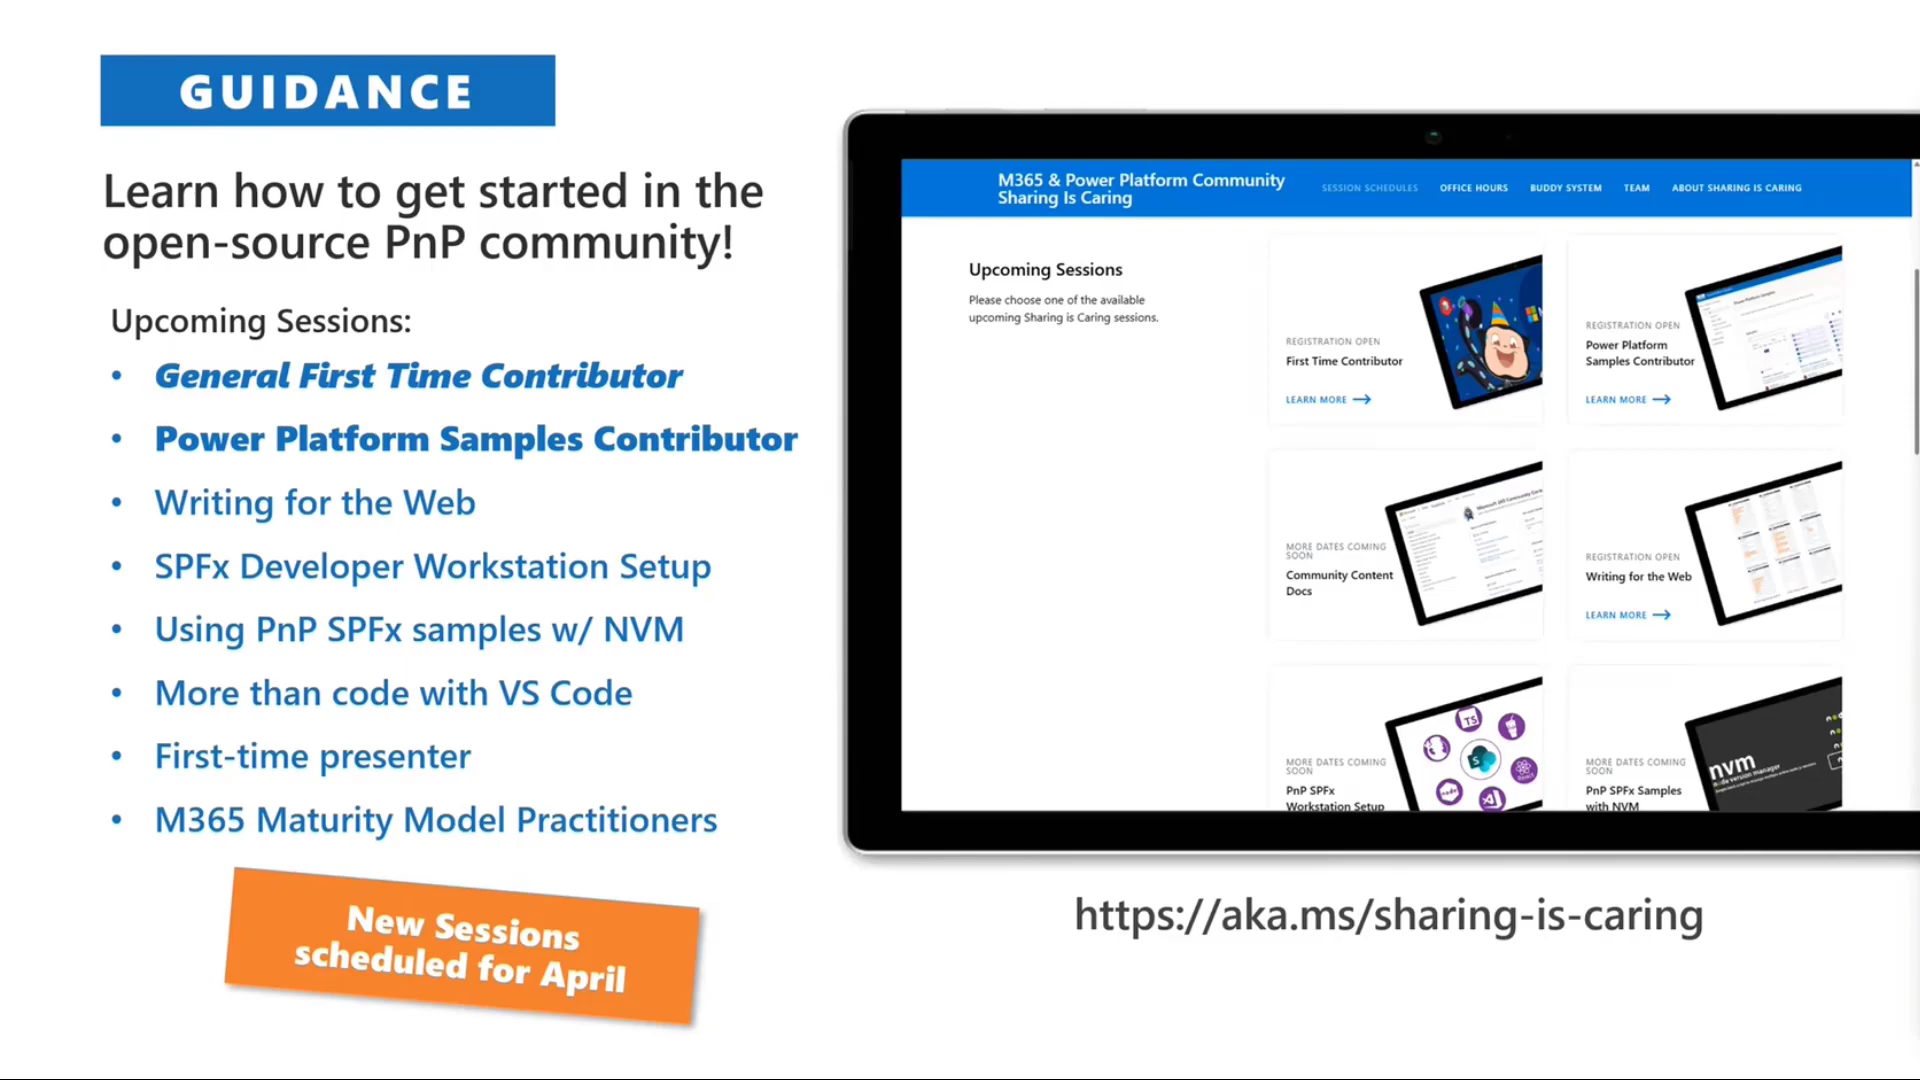 GUIDANCE
Learn how to get started in the
open-source PnP community!
Upcoming Sessions:
• General First Time Contributor
• Power Platform Samples Contributor
• Writing for the Web
• SPFx Developer Workstation Setup
• Using PnP SPFx samples w/ NVM
• More than code with VS Code
• First-time presenter
• M365 Maturity Model Practitioners
New Sessions
scheduled for April
M365 & Power Platform Community
Sharing Is Caring
SESSION SCHEDULES OFFICE HOURS BUDDY SYSTEM TEAM ABOUT SHARING IS CARING
Upcoming Sessions
Please choose one of the available
upcoming Sharing is Caring sessions.
REGISTRATION OPEN
First Time Contributor
LEARN MORE
REGISTRATION OPEN
Power Platform
Samples Contributor
LEARN MORE
MORE DATES COMING
SOON
Community Content
Docs
REGISTRATION OPEN
Writing for the Web
LEARN MORE
MORE DATES COMING
SOON
PnP SPFx
Workstation Setup
TS
S
MORE DATES COMING
SOON
PnP SPFx Samples
with NVM
nvm
node version manager
https://aka.ms/sharing-is-caring